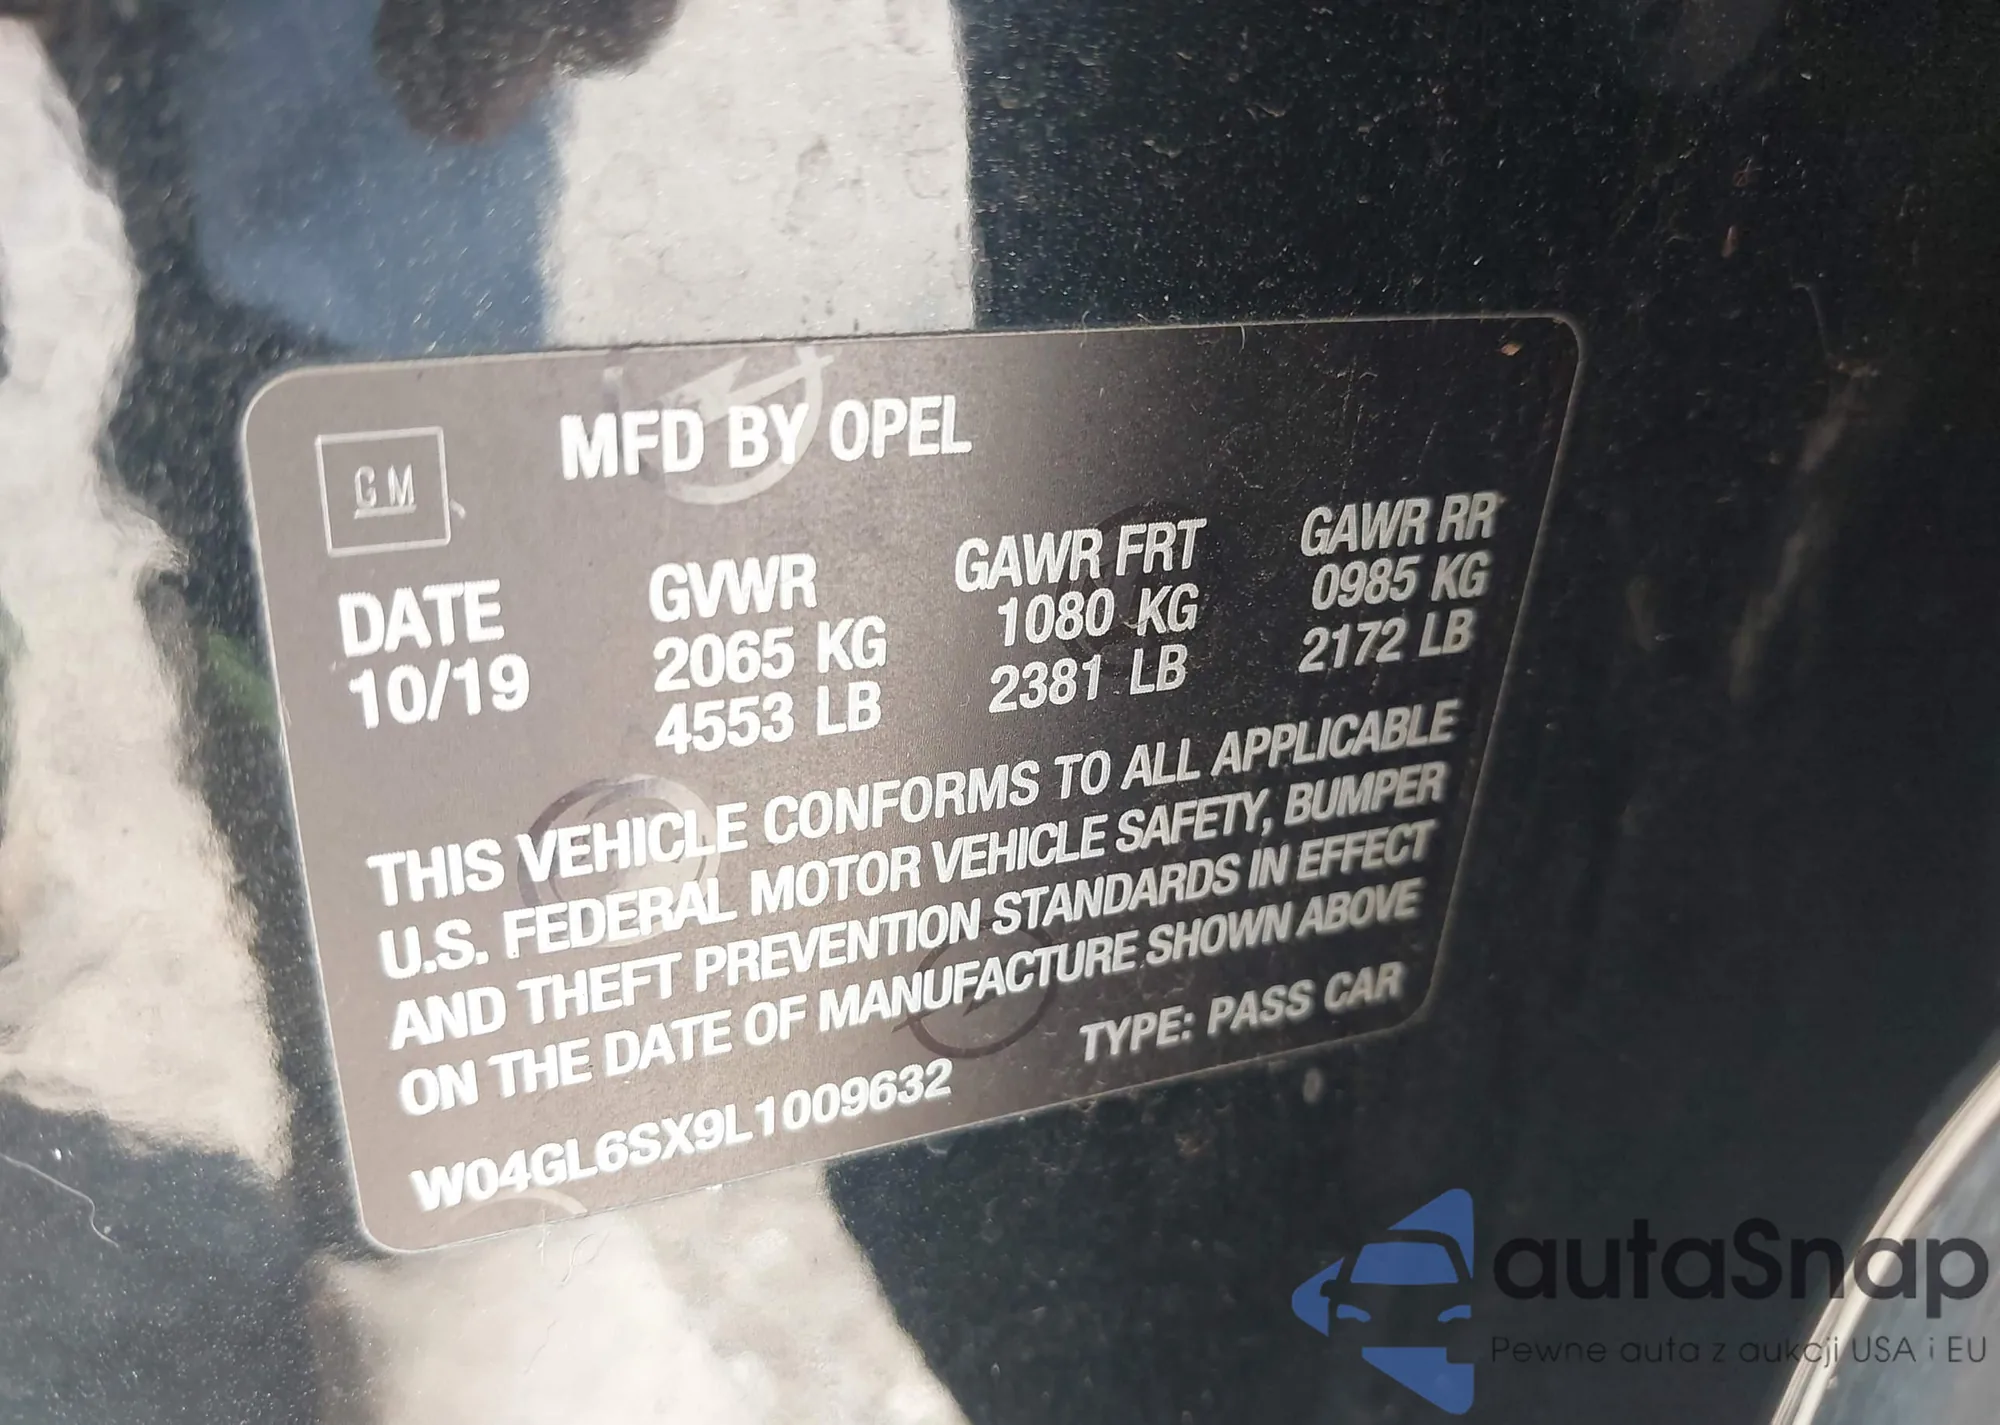 GM
MFD BY OPEL
DATE
10/19
GVWR
2065 KG
4553 LB
GAWR FRT
1080 KG
2381 LB
GAWR RR
0985 KG
2172 LB
THIS VEHICLE CONFORMS TO ALL APPLICABLE
U.S. FEDERAL MOTOR VEHICLE SAFETY, BUMPER
AND THEFT PREVENTION STANDARDS IN EFFECT
ON THE DATE OF MANUFACTURE SHOWN ABOVE
W04GL6SX9L1009632
TYPE: PASS CAR
autaSnap
Pewne auta z aukcji USA i EU